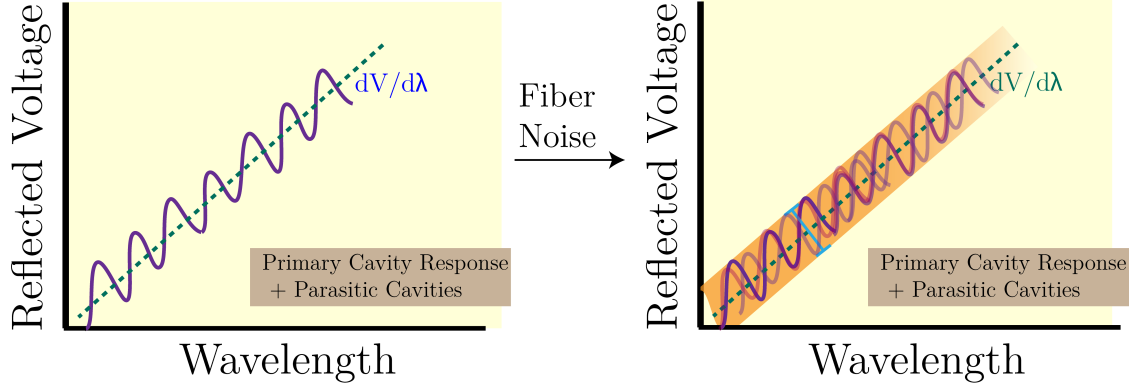 Reflected Voltage
dV/dλ
Primary Cavity Response
+ Parasitic Cavities
Wavelength
Fiber
Noise
Reflected Voltage
dV/dλ
Primary Cavity Response
+ Parasitic Cavities
Wavelength